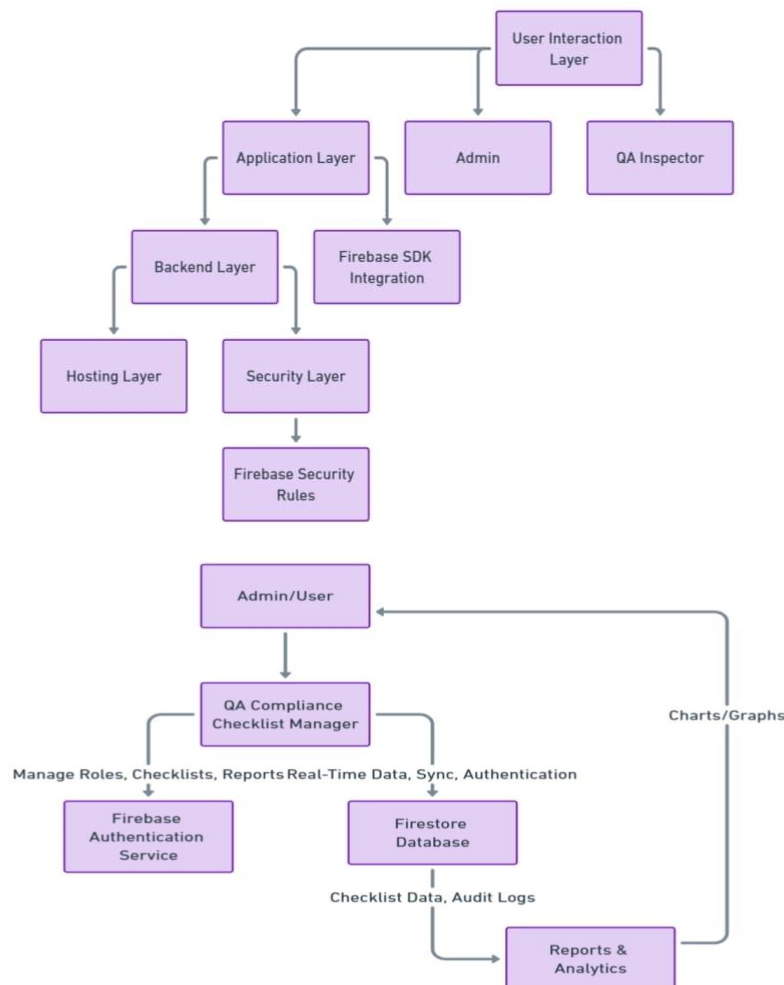 User Interaction
Layer
Application Layer
Admin
QA Inspector
Backend Layer
Firebase SDK
Integration
Hosting Layer
Security Layer
Firebase Security
Rules
Admin/User
QA Compliance
Checklist Manager
Charts/Graphs
Manage Roles, Checklists, Reports
Real-Time Data, Sync, Authentication
Firebase
Authentication
Service
Firestore
Database
Checklist Data, Audit Logs
Reports &
Analytics